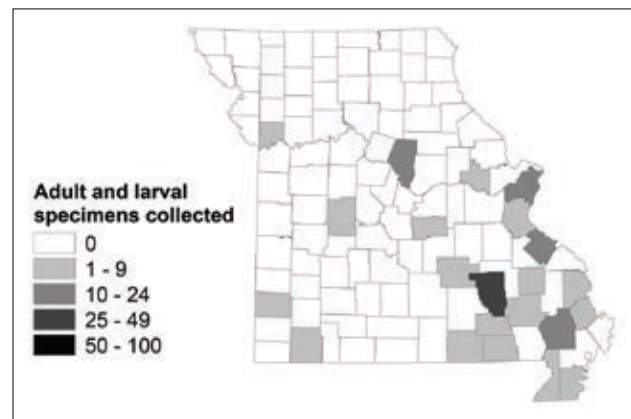 Adult and larval
specimens collected
0
1 - 9
10 - 24
25 - 49
50 - 100